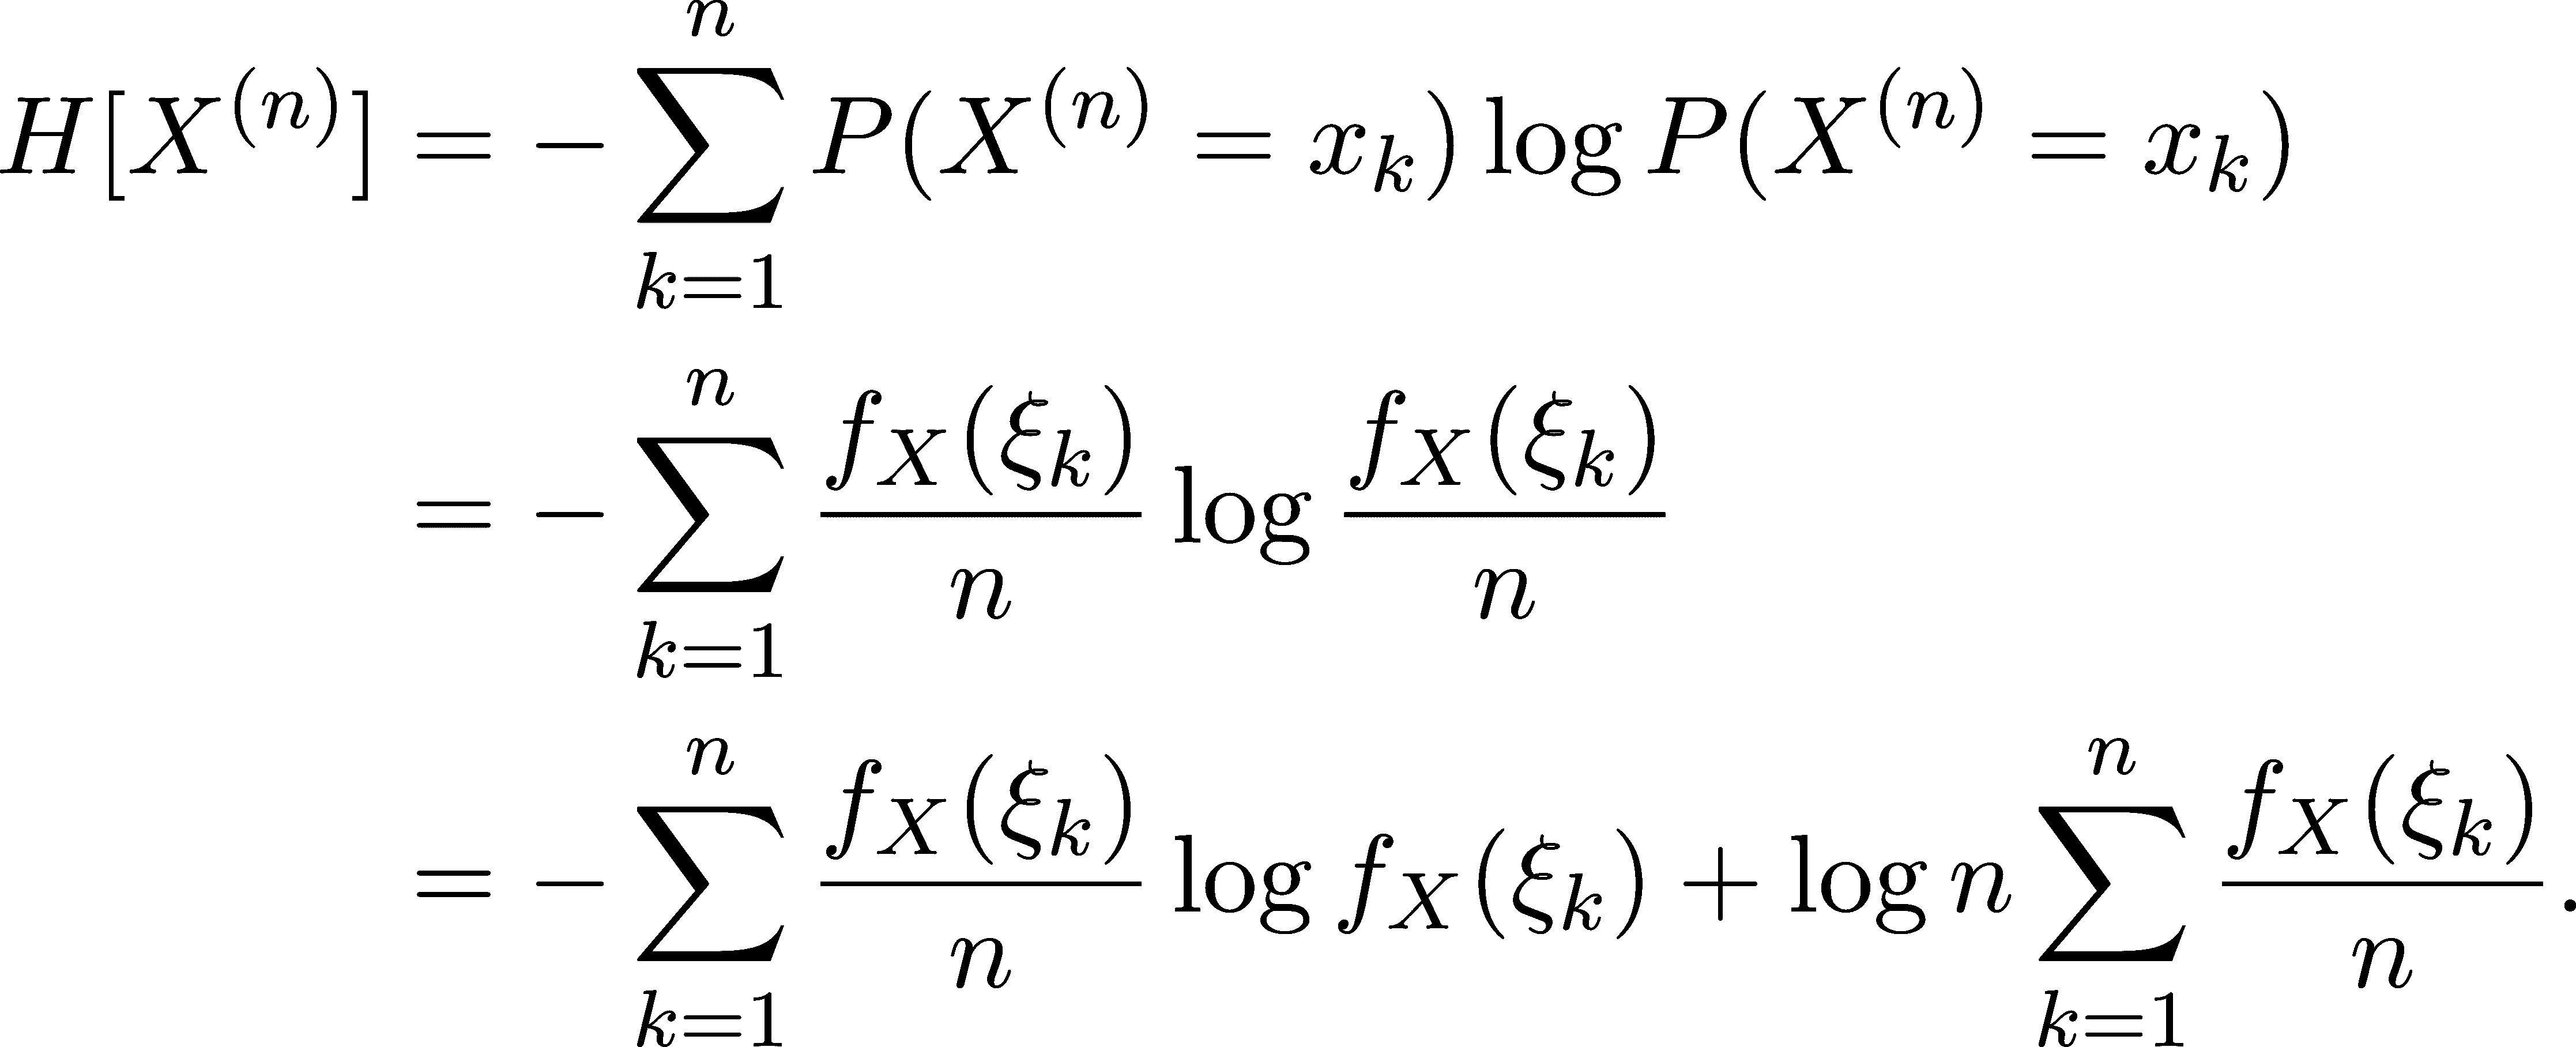 $H[X^{(n)}] = -\sum_{k=1}^{n} P(X^{(n)} = x_k) \log P(X^{(n)} = x_k)$
$= -\sum_{k=1}^{n} \frac{f_X(\xi_k)}{n} \log \frac{f_X(\xi_k)}{n}$
$= -\sum_{k=1}^{n} \frac{f_X(\xi_k)}{n} \log f_X(\xi_k) + \log n \sum_{k=1}^{n} \frac{f_X(\xi_k)}{n}.$